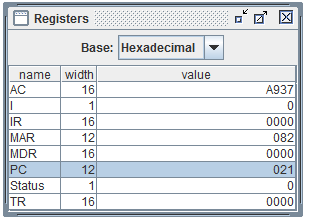 Registers
Base: Hexadecimal
name width value
AC 16 A937
I 1 0
IR 16 0000
MAR 12 082
MDR 16 0000
PC 12 021
Status 1 0
TR 16 0000